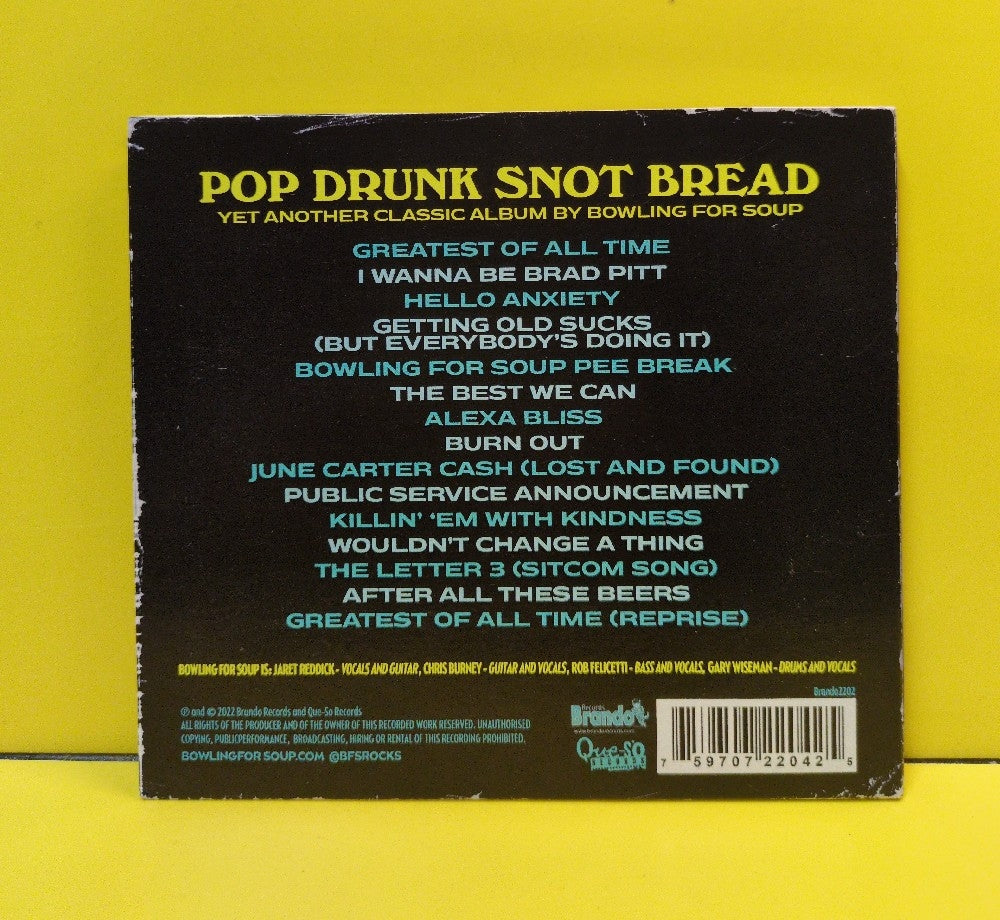 POP DRUNK SNOT BREAD
YET ANOTHER CLASSIC ALBUM BY BOWLING FOR SOUP
GREATEST OF ALL TIME
I WANNA BE BRAD PITT
HELLO ANXIETY
GETTING OLD SUCKS
(BUT EVERYBODY'S DOING IT)
BOWLING FOR SOUP PEE BREAK
THE BEST WE CAN
ALEXA BLISS
BURN OUT
JUNE CARTER CASH (LOST AND FOUND)
PUBLIC SERVICE ANNOUNCEMENT
KILLIN' 'EM WITH KINDNESS
WOULDN'T CHANGE A THING
THE LETTER 3 (SITCOM SONG)
AFTER ALL THESE BEERS
GREATEST OF ALL TIME (REPRISE)
BOWLING FOR SOUP IS: JARET REDDICK - VOCALS AND GUITAR, CHRIS BURNEY - GUITAR AND VOCALS, ROB FELICETTI - BASS AND VOCALS, GARY WISEMAN - DRUMS AND VOCALS
Brando2202
℗ and © 2022 Brando Records and Que-So Records
ALL RIGHTS OF THE PRODUCER AND OF THE OWNER OF THIS RECORDED WORK RESERVED. UNAUTHORISED
COPYING, PUBLICPERFORMANCE, BROADCASTING, HIRING OR RENTAL OF THIS RECORDING PROHIBITED.
BOWLINGFOR SOUP.COM @BFSROCKS
Records
Brando
Que-so
RECORDS
7 59707 22042 6